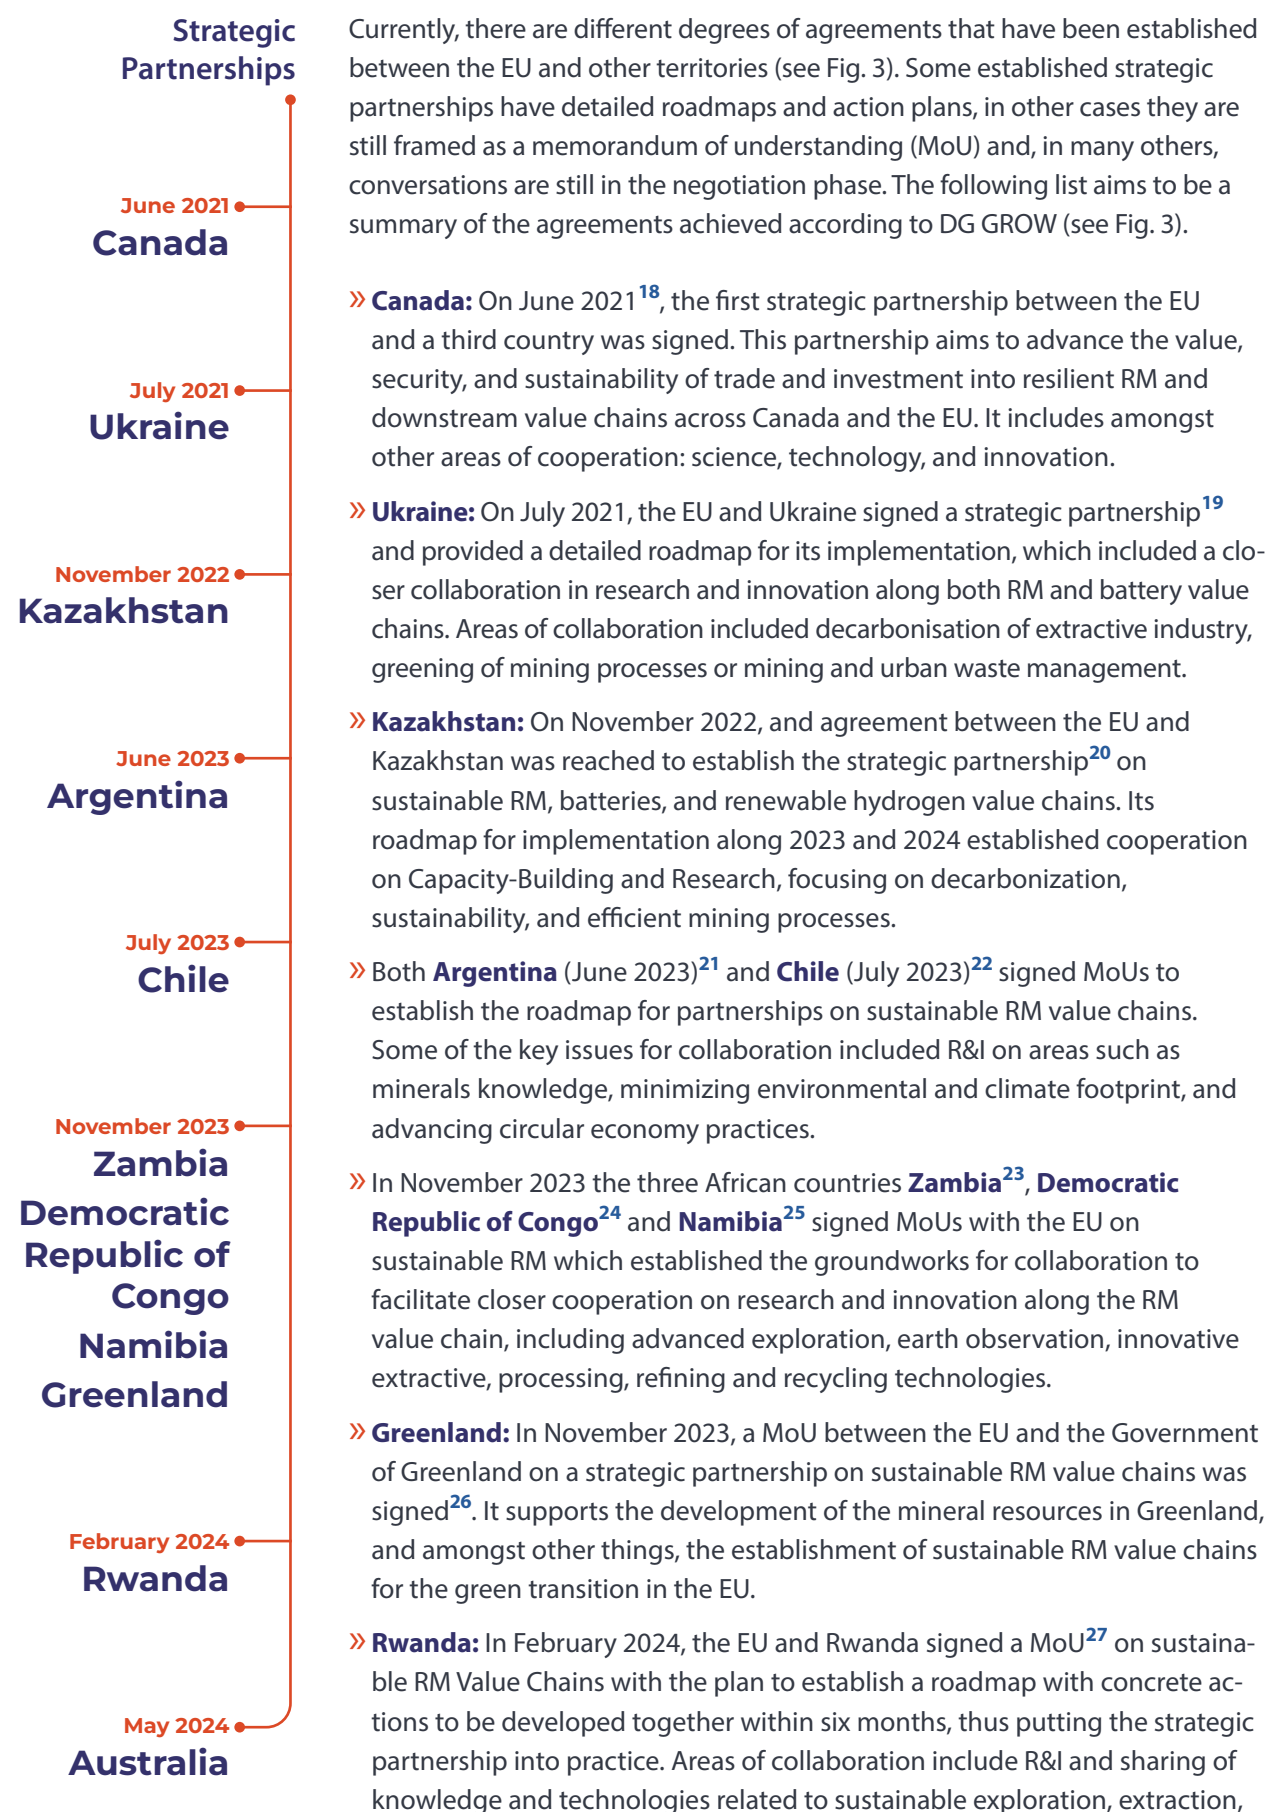 Strategic
Partnerships
June 2021
Canada
July 2021
Ukraine
November 2022
Kazakhstan
June 2023
Argentina
July 2023
Chile
November 2023
Zambia
Democratic
Republic of
Congo
Namibia
Greenland
February 2024
Rwanda
May 2024
Australia
Currently, there are different degrees of agreements that have been established
between the EU and other territories (see Fig. 3). Some established strategic
partnerships have detailed roadmaps and action plans, in other cases they are
still framed as a memorandum of understanding (MoU) and, in many others,
conversations are still in the negotiation phase. The following list aims to be a
summary of the agreements achieved according to DG GROW (see Fig. 3).
» Canada: On June 202118, the first strategic partnership between the EU
and a third country was signed. This partnership aims to advance the value,
security, and sustainability of trade and investment into resilient RM and
downstream value chains across Canada and the EU. It includes amongst
other areas of cooperation: science, technology, and innovation.
» Ukraine: On July 2021, the EU and Ukraine signed a strategic partnership19
and provided a detailed roadmap for its implementation, which included a clo-
ser collaboration in research and innovation along both RM and battery value
chains. Areas of collaboration included decarbonisation of extractive industry,
greening of mining processes or mining and urban waste management.
» Kazakhstan: On November 2022, and agreement between the EU and
Kazakhstan was reached to establish the strategic partnership20 on
sustainable RM, batteries, and renewable hydrogen value chains. Its
roadmap for implementation along 2023 and 2024 established cooperation
on Capacity-Building and Research, focusing on decarbonization,
sustainability, and efficient mining processes.
» Both Argentina (June 2023)21 and Chile (July 2023)22 signed MoUs to
establish the roadmap for partnerships on sustainable RM value chains.
Some of the key issues for collaboration included R&I on areas such as
minerals knowledge, minimizing environmental and climate footprint, and
advancing circular economy practices.
» In November 2023 the three African countries Zambia23, Democratic
Republic of Congo24 and Namibia25 signed MoUs with the EU on
sustainable RM which established the groundworks for collaboration to
facilitate closer cooperation on research and innovation along the RM
value chain, including advanced exploration, earth observation, innovative
extractive, processing, refining and recycling technologies.
» Greenland: In November 2023, a MoU between the EU and the Government
of Greenland on a strategic partnership on sustainable RM value chains was
signed26. It supports the development of the mineral resources in Greenland,
and amongst other things, the establishment of sustainable RM value chains
for the green transition in the EU.
» Rwanda: In February 2024, the EU and Rwanda signed a MoU27 on sustaina-
ble RM Value Chains with the plan to establish a roadmap with concrete ac-
tions to be developed together within six months, thus putting the strategic
partnership into practice. Areas of collaboration include R&I and sharing of
knowledge and technologies related to sustainable exploration, extraction,